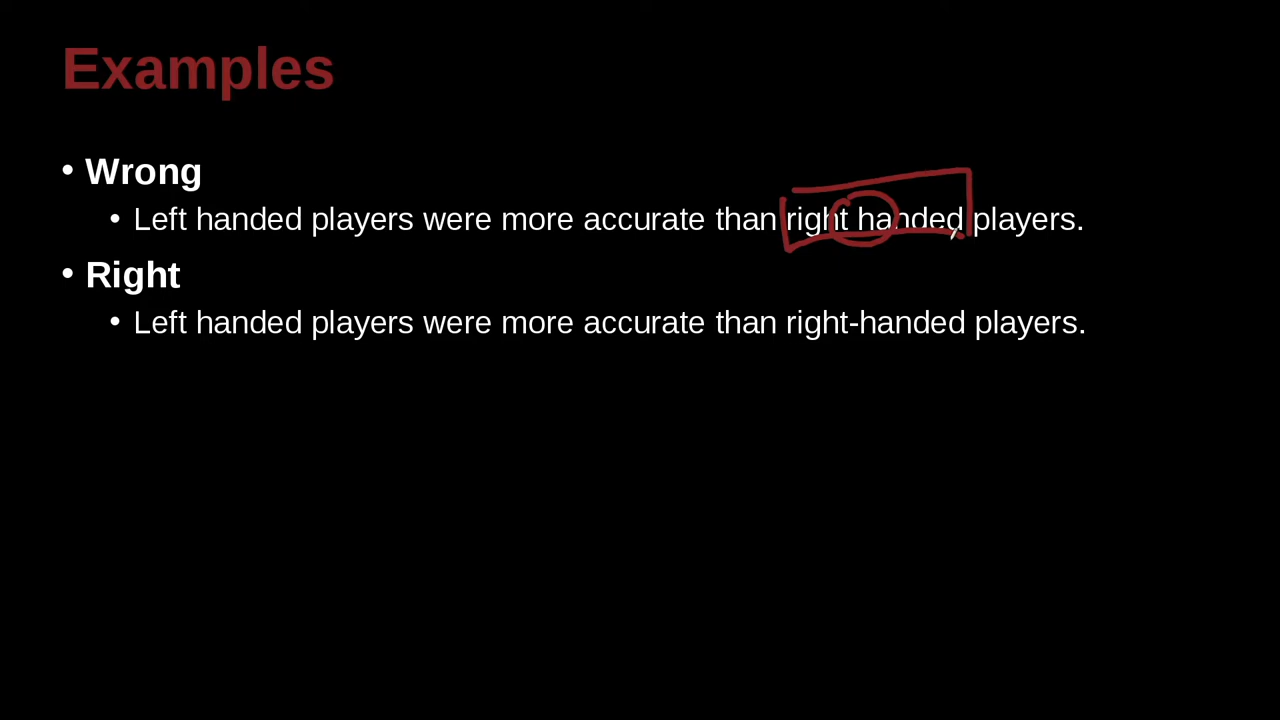 Examples
• Wrong
• Left handed players were more accurate than right handed players.
• Right
• Left handed players were more accurate than right-handed players.